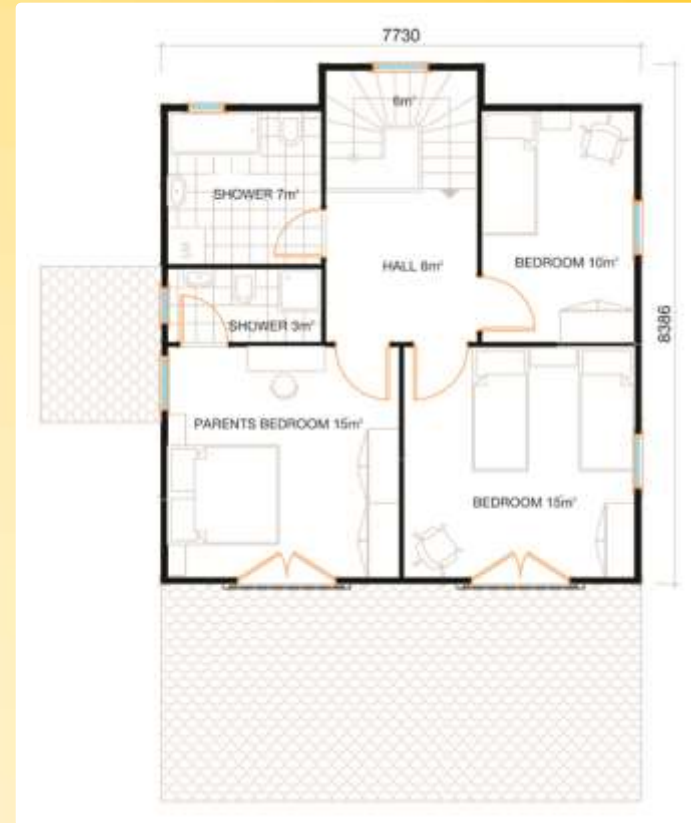 7730
6m²
SHOWER 7m²
HALL 8m²
BEDROOM 10m²
8386
SHOWER 3m²
PARENTS BEDROOM 15m²
BEDROOM 15m²